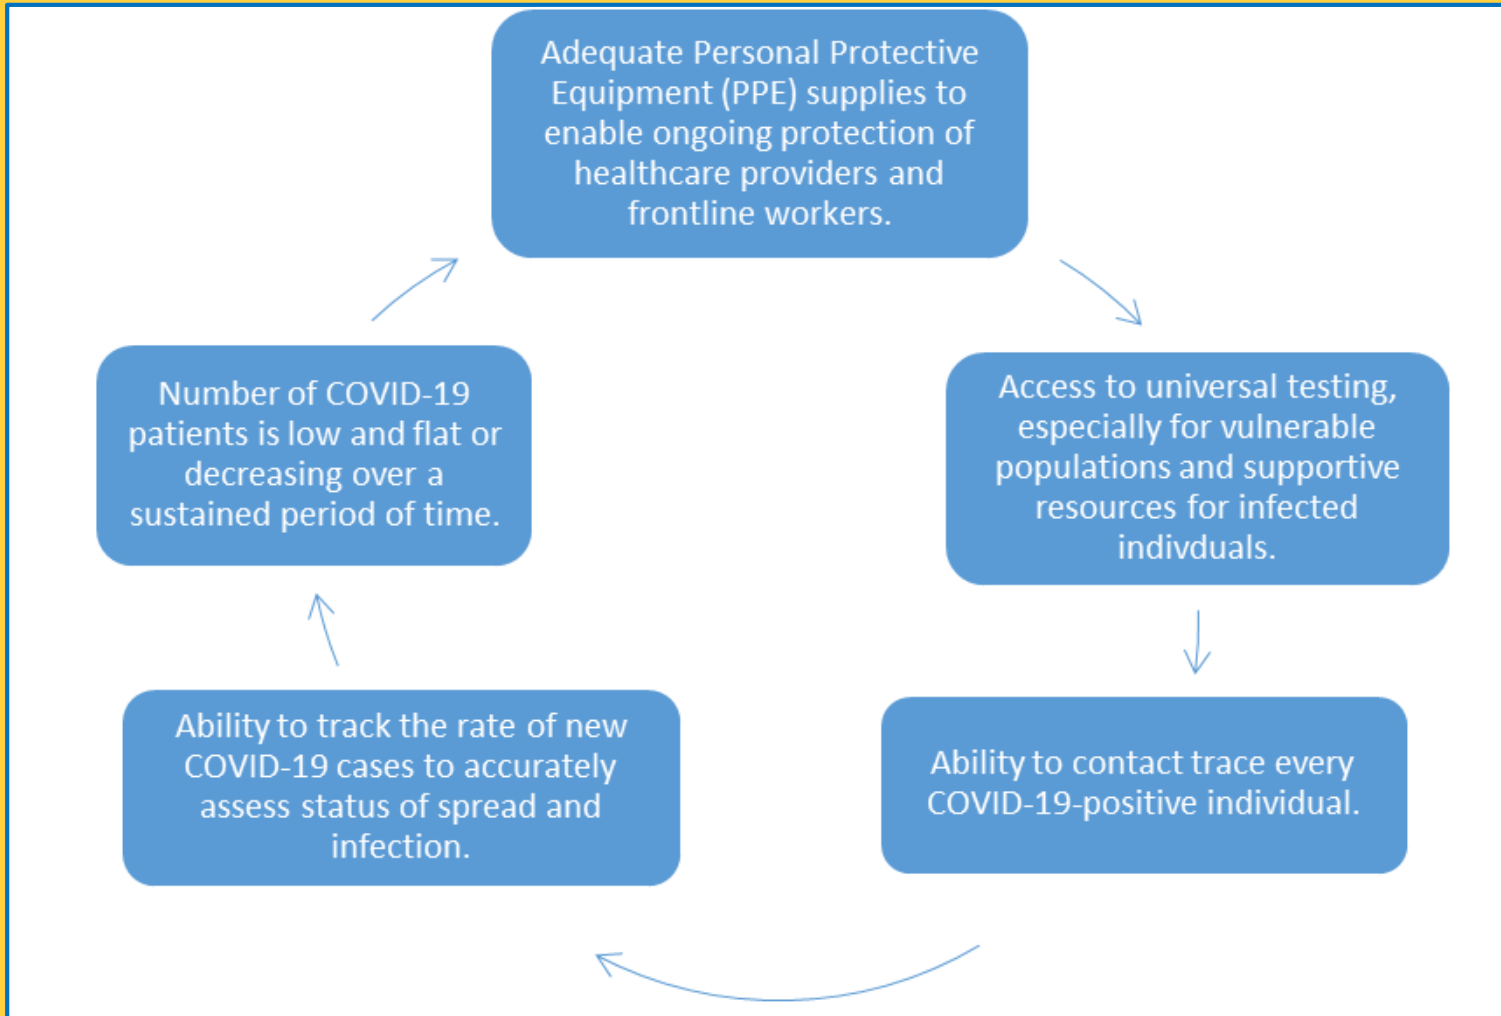 Adequate Personal Protective
Equipment (PPE) supplies to
enable ongoing protection of
healthcare providers and
frontline workers.
Access to universal testing,
especially for vulnerable
populations and supportive
resources for infected
indivduals.
Ability to contact trace every
COVID-19-positive individual.
Ability to track the rate of new
COVID-19 cases to accurately
assess status of spread and
infection.
Number of COVID-19
patients is low and flat or
decreasing over a
sustained period of time.